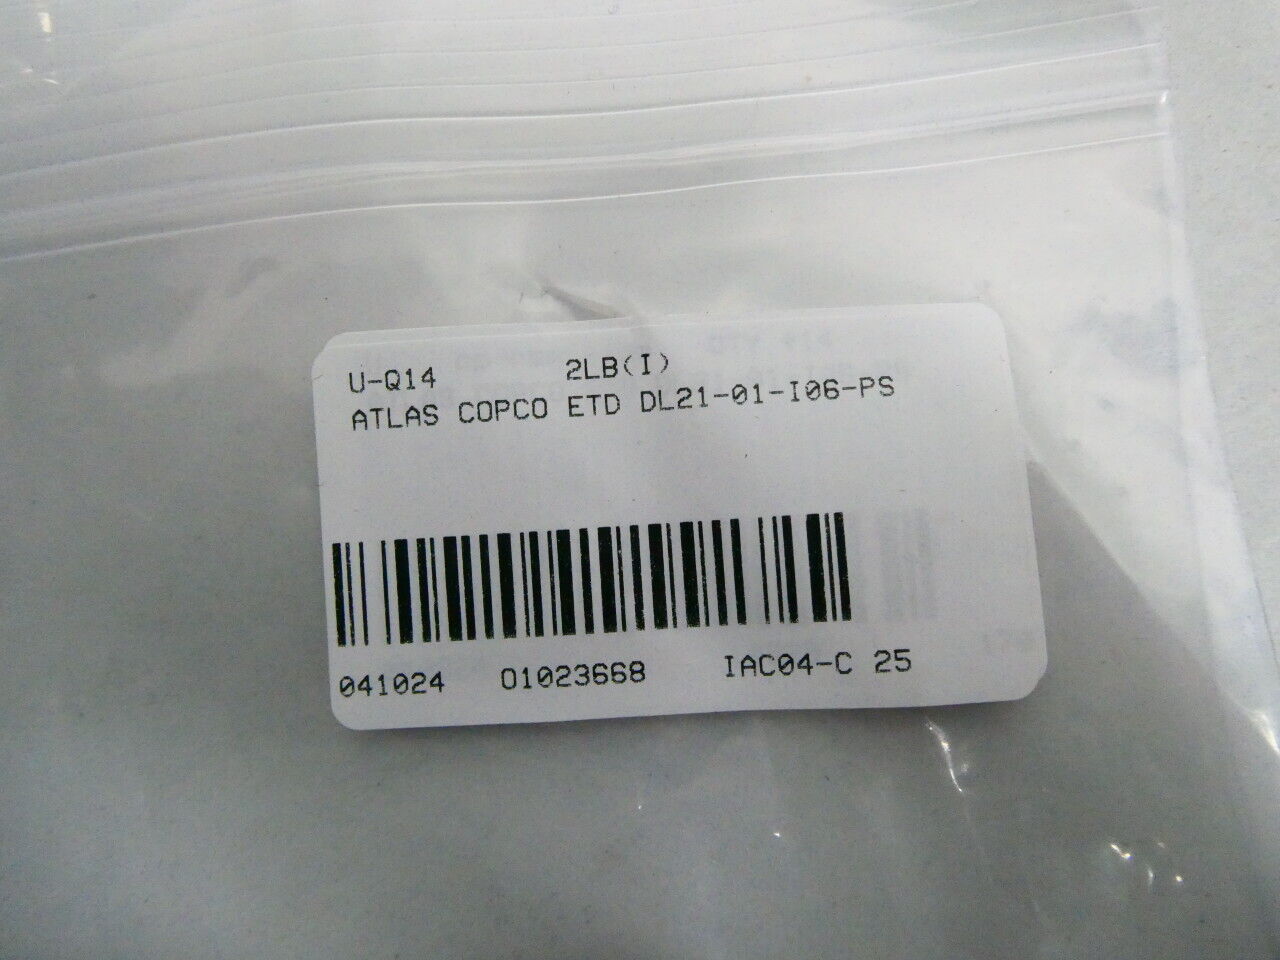 U-Q14 2LB(I)
ATLAS COPCO ETD DL21-01-I06-PS
041024 01023668 IAC04-C 25